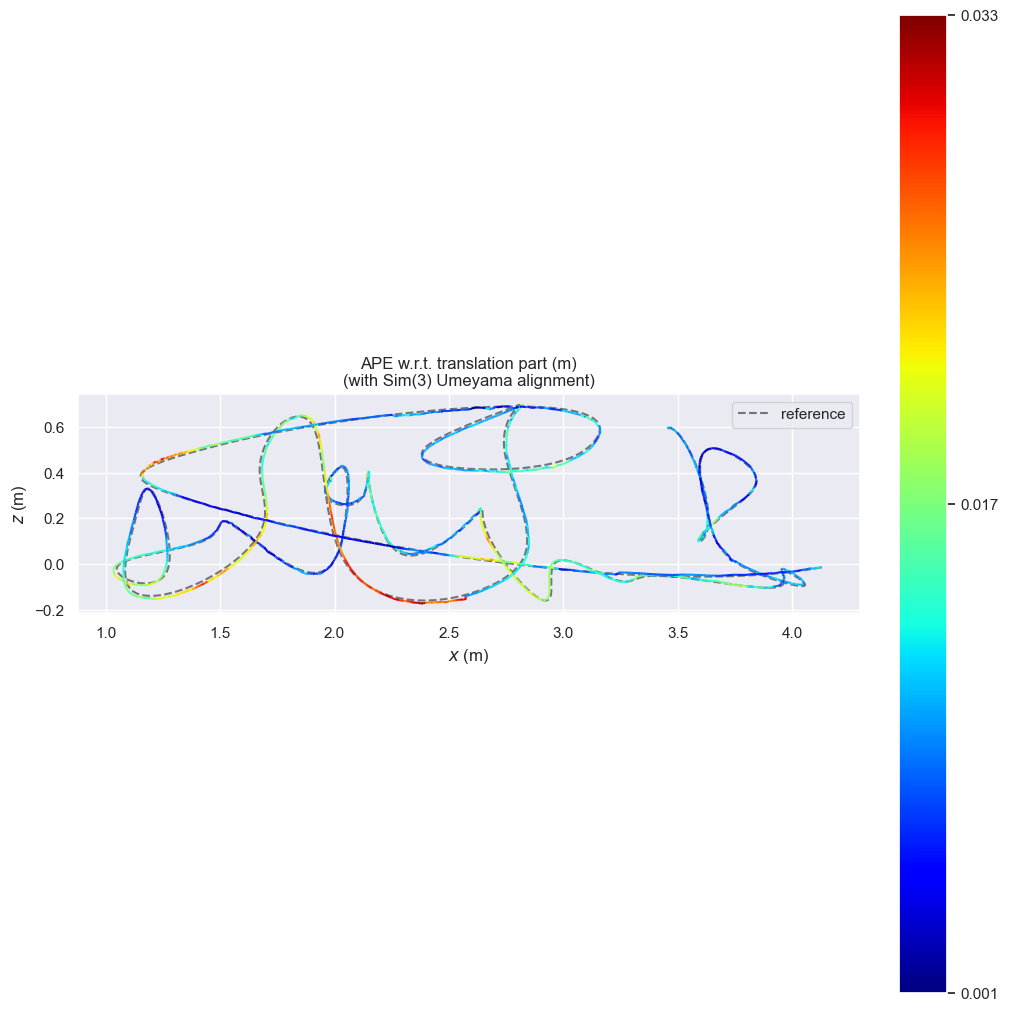 APE w.r.t. translation part (m)
(with Sim(3) Umeyama alignment)
reference
0.6
0.4
0.2
0.0
−0.2
z (m)
1.0 1.5 2.0 2.5 3.0 3.5 4.0
x (m)
0.033
0.017
0.001